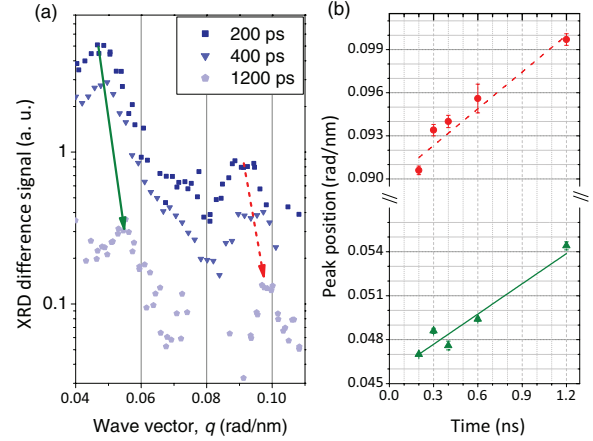 (a)
200 ps
400 ps
1200 ps
XRD difference signal (a. u.)
1
0.1
0.04 0.06 0.08 0.10
Wave vector, q (rad/nm)
(b)
Peak position (rad/nm)
0.099
0.096
0.093
0.090
0.054
0.051
0.048
0.045
0.0 0.3 0.6 0.9 1.2
Time (ns)